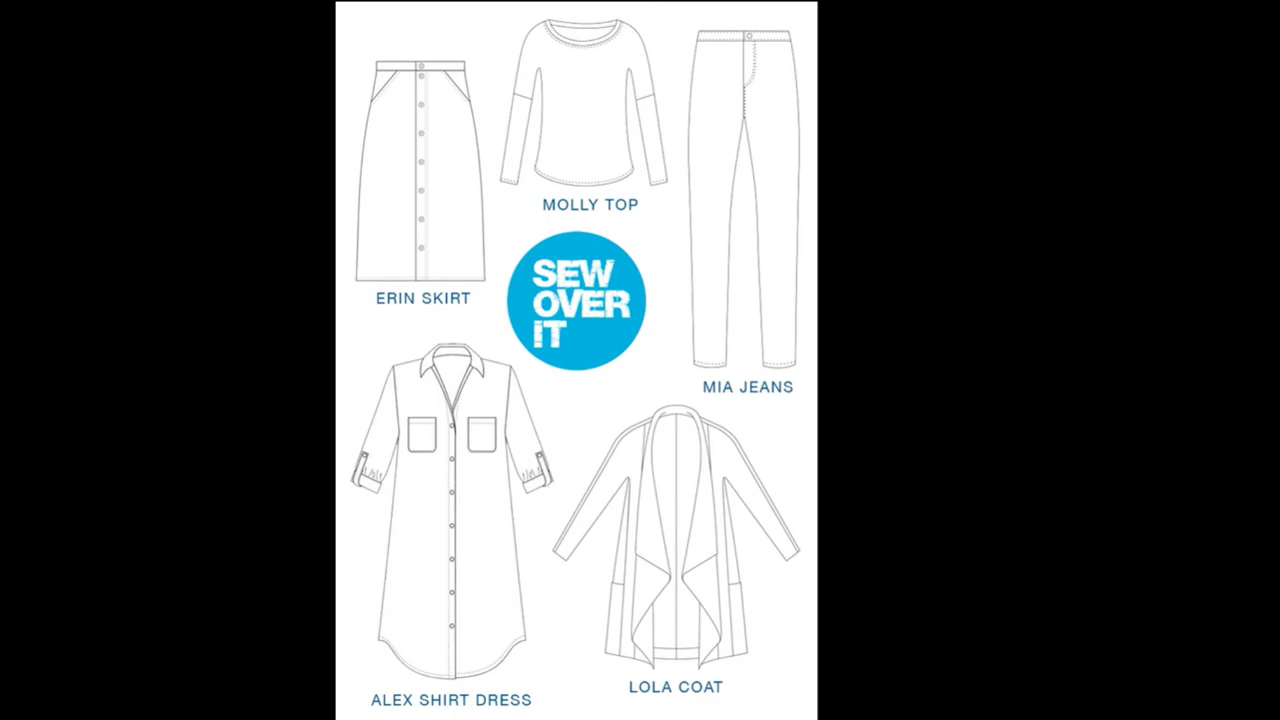 MOLLY TOP
ERIN SKIRT
SEW
OVER
IT
MIA JEANS
ALEX SHIRT DRESS
LOLA COAT